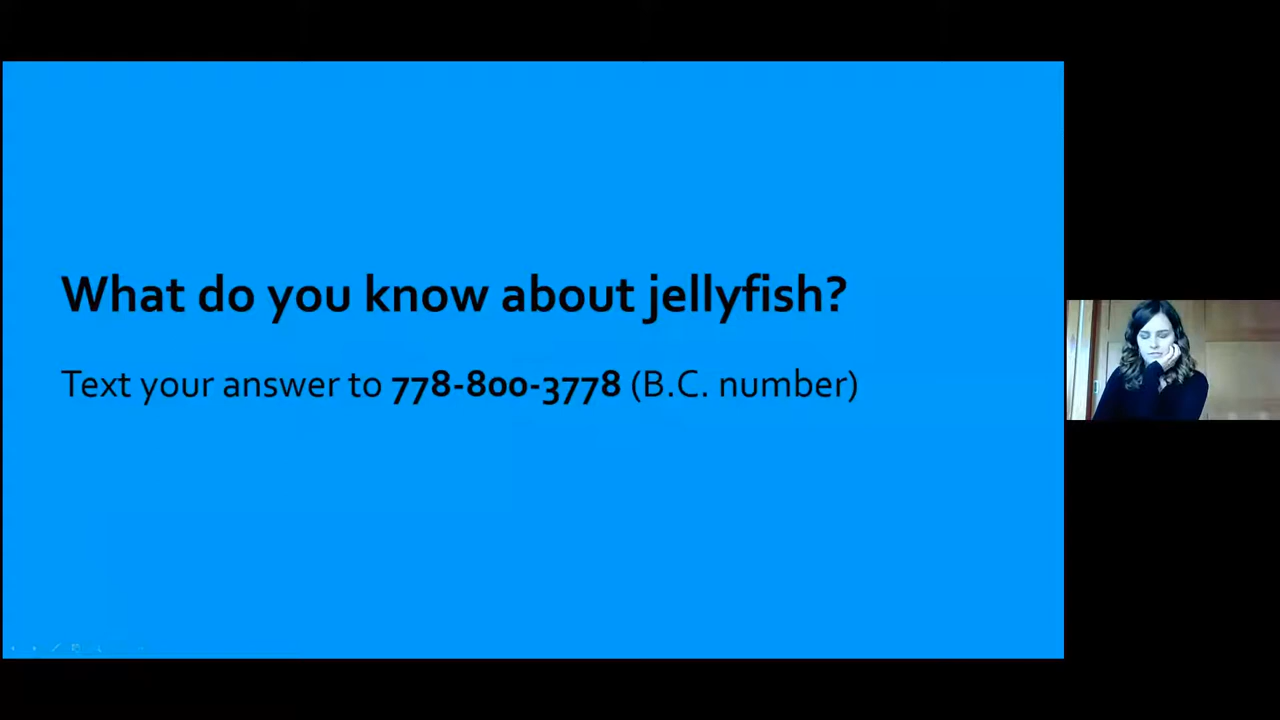 What do you know about jellyfish?
Text your answer to 778-800-3778 (B.C. number)